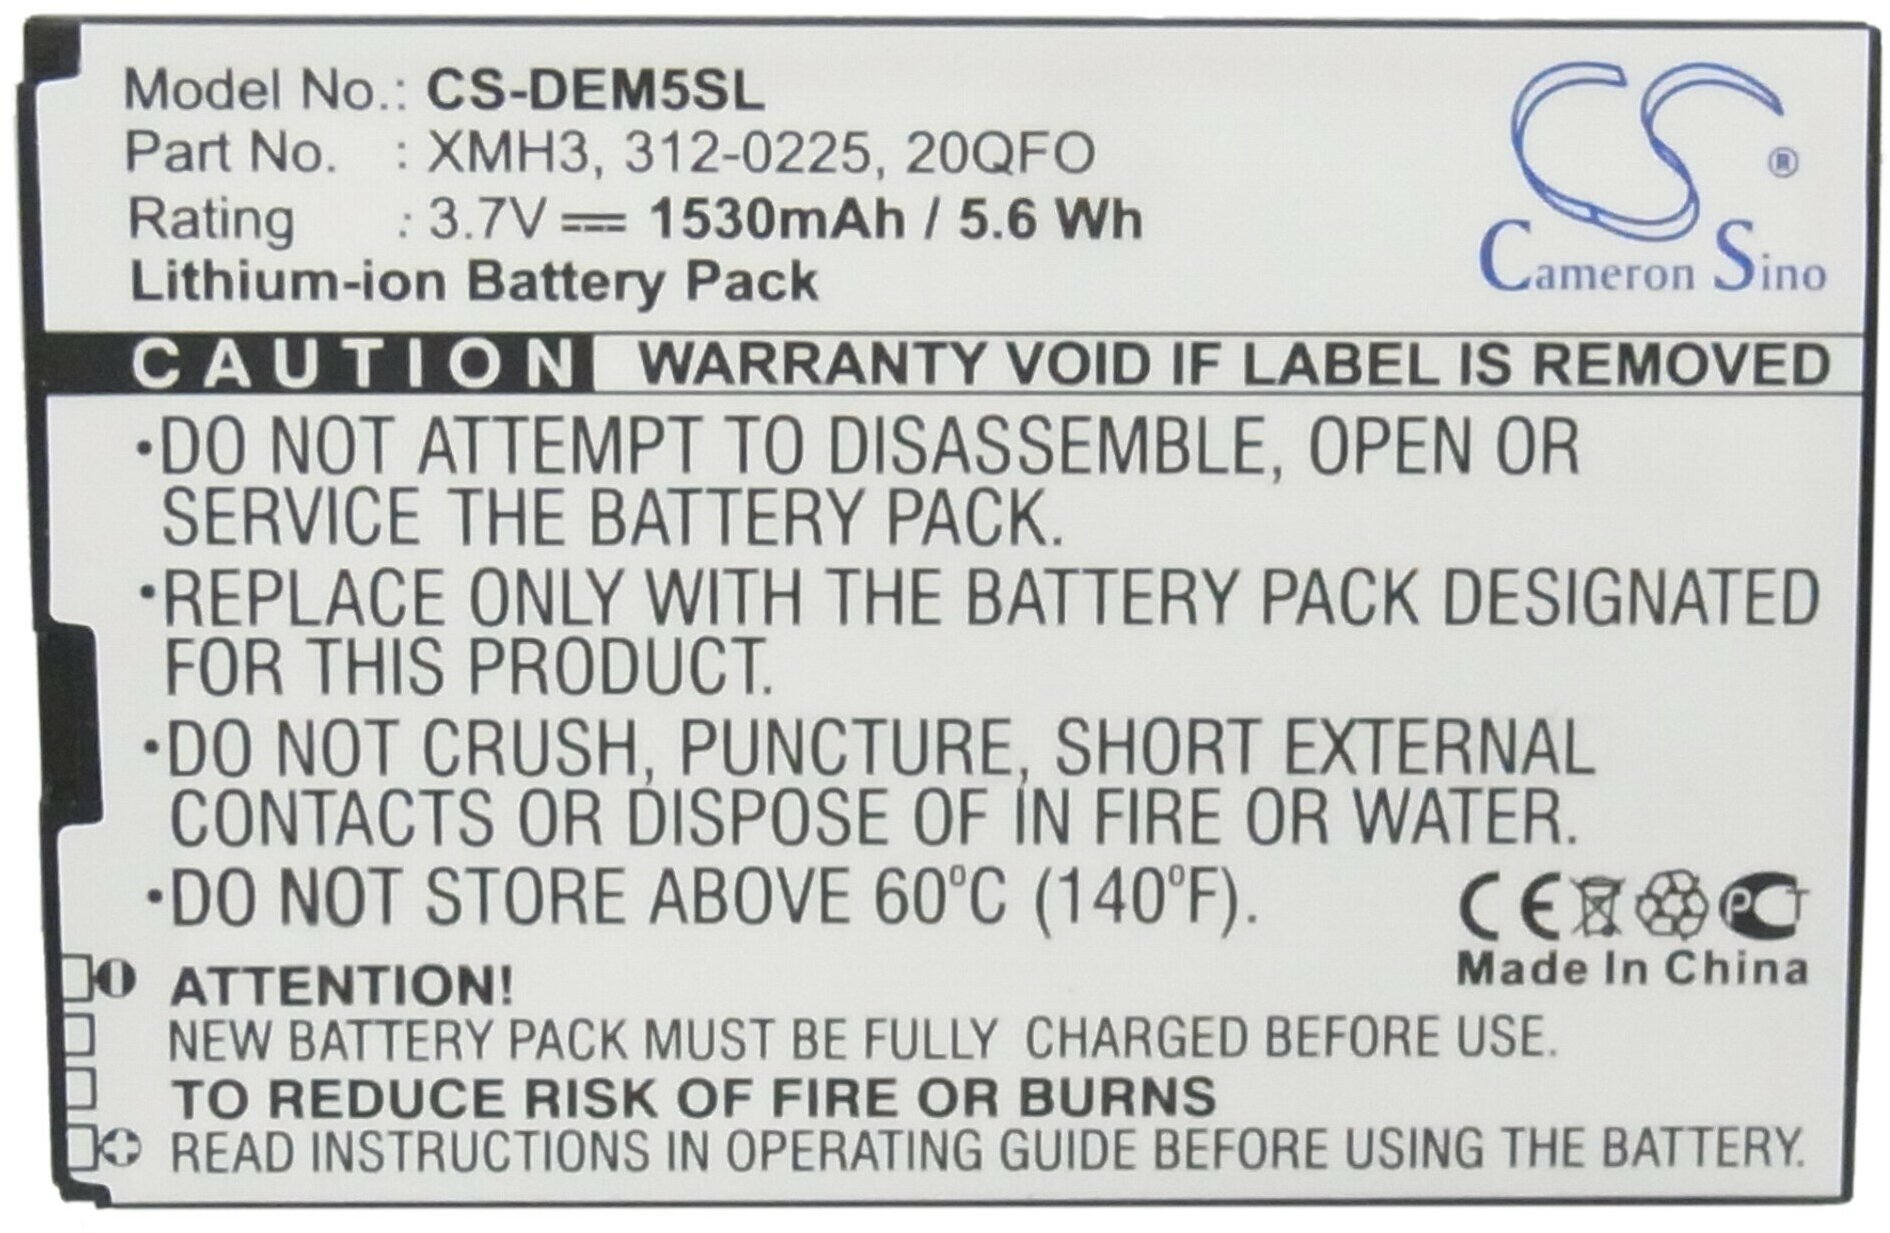 Model No.: CS-DEM5SL
Part No. : XMH3, 312-0225, 20QFO
Rating : 3.7V 1530mAh / 5.6 Wh
Lithium-ion Battery Pack
CS ®
Cameron Sino
CAUTION WARRANTY VOID IF LABEL IS REMOVED
•DO NOT ATTEMPT TO DISASSEMBLE, OPEN OR
SERVICE THE BATTERY PACK.
•REPLACE ONLY WITH THE BATTERY PACK DESIGNATED
FOR THIS PRODUCT.
•DO NOT CRUSH, PUNCTURE, SHORT EXTERNAL
CONTACTS OR DISPOSE OF IN FIRE OR WATER.
•DO NOT STORE ABOVE 60°C (140°F).
CE PCT
Made In China
ATTENTION!
NEW BATTERY PACK MUST BE FULLY CHARGED BEFORE USE.
TO REDUCE RISK OF FIRE OR BURNS
READ INSTRUCTIONS IN OPERATING GUIDE BEFORE USING THE BATTERY.